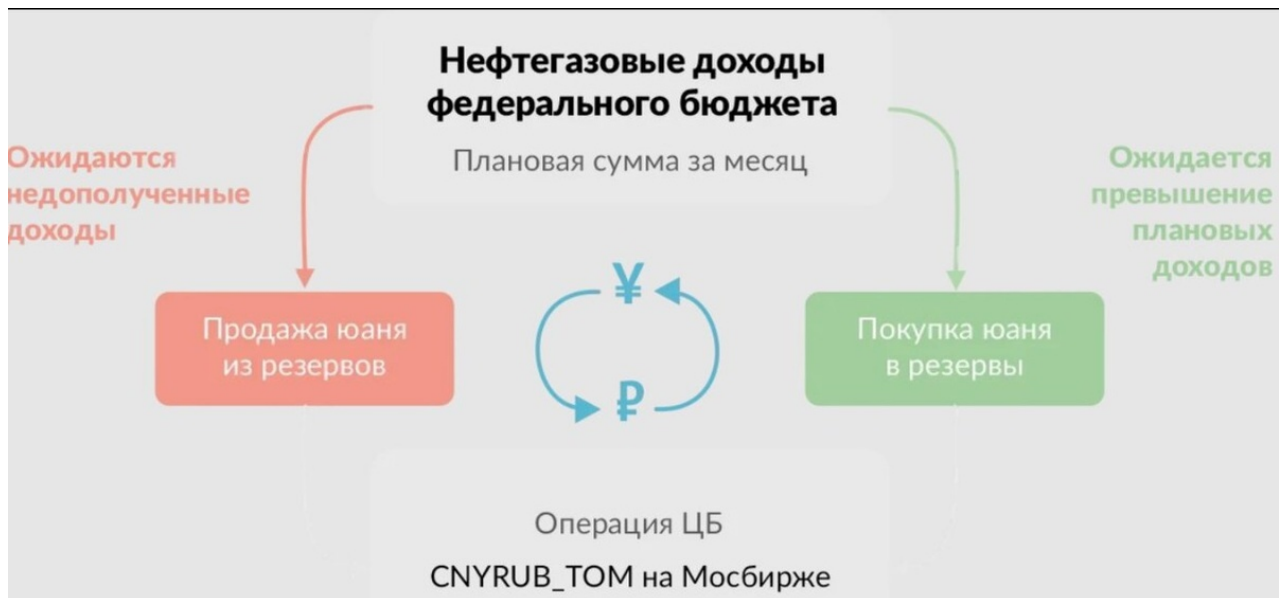 Нефтегазовые доходы
федерального бюджета
Плановая сумма за месяц
Ожидаются
недополученные
доходы
Ожидается
превышение
плановых
доходов
¥
₽
Продажа юаня
из резервов
Покупка юаня
в резервы
Операция ЦБ
CNYRUB_TOM на Мосбирже